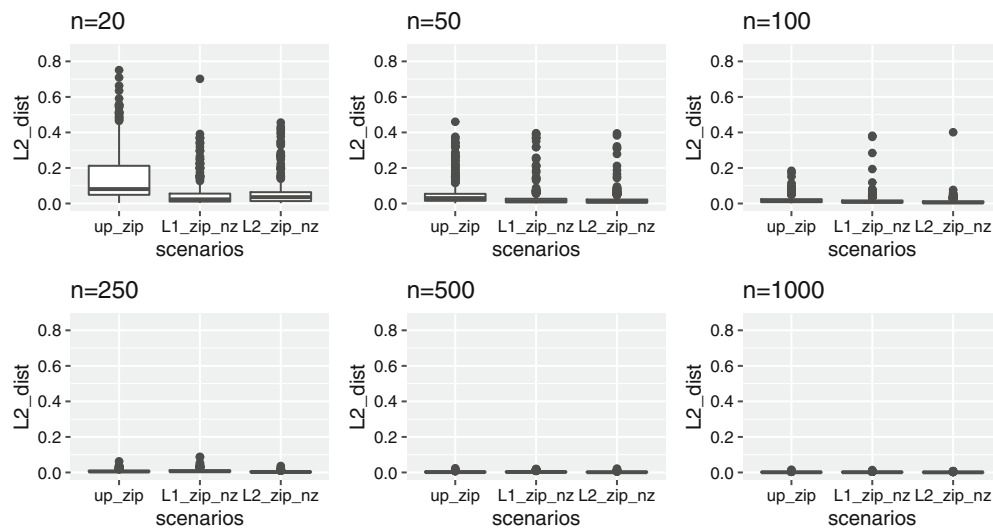 n=20
n=50
n=100
0.8
0.6
0.4
0.2
0.0
L2_dist
up_zip
L1_zip_nz
L2_zip_nz
scenarios
0.8
0.6
0.4
0.2
0.0
L2_dist
up_zip
L1_zip_nz
L2_zip_nz
scenarios
0.8
0.6
0.4
0.2
0.0
L2_dist
up_zip
L1_zip_nz
L2_zip_nz
scenarios
n=250
n=500
n=1000
0.8
0.6
0.4
0.2
0.0
L2_dist
up_zip
L1_zip_nz
L2_zip_nz
scenarios
0.8
0.6
0.4
0.2
0.0
L2_dist
up_zip
L1_zip_nz
L2_zip_nz
scenarios
0.8
0.6
0.4
0.2
0.0
L2_dist
up_zip
L1_zip_nz
L2_zip_nz
scenarios